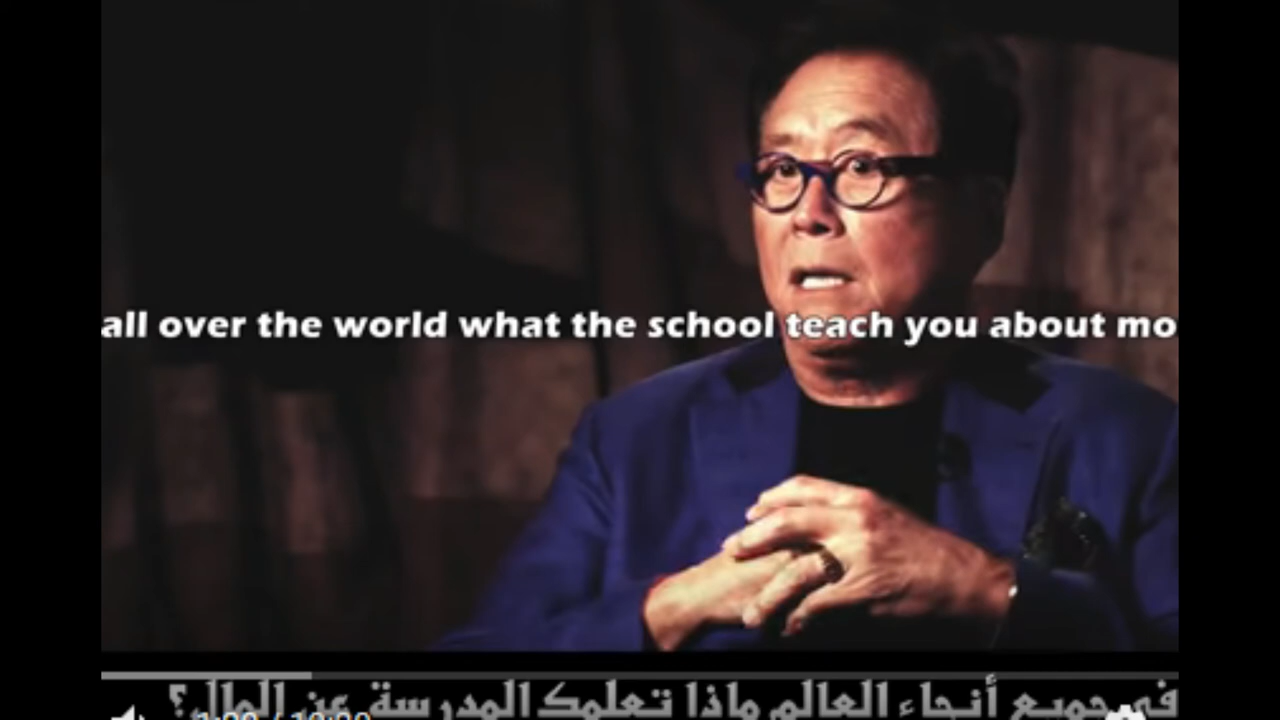 all over the world what the school teach you about mo
في جميع أنحاء العالم ماذا تعلمك المدرسة عن المال؟